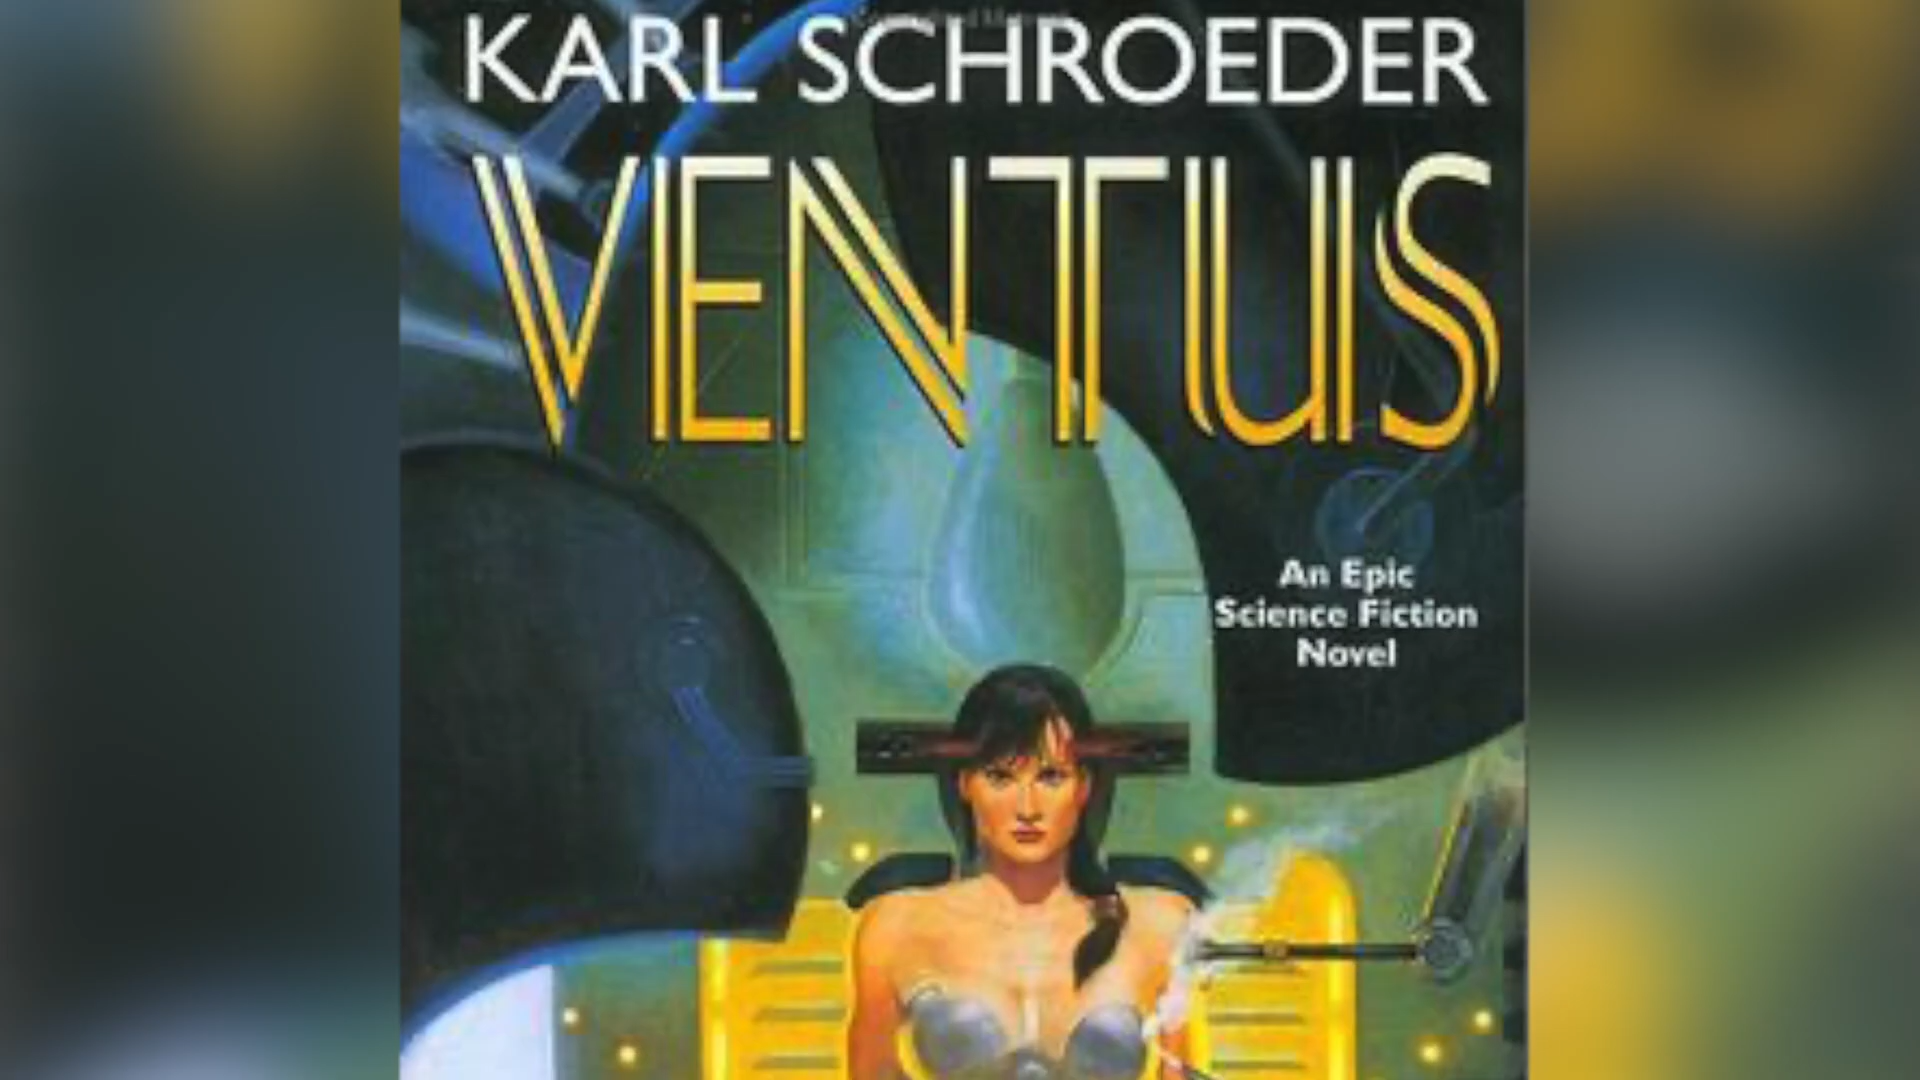 KARL SCHROEDER
VENTUS
An Epic
Science Fiction
Novel